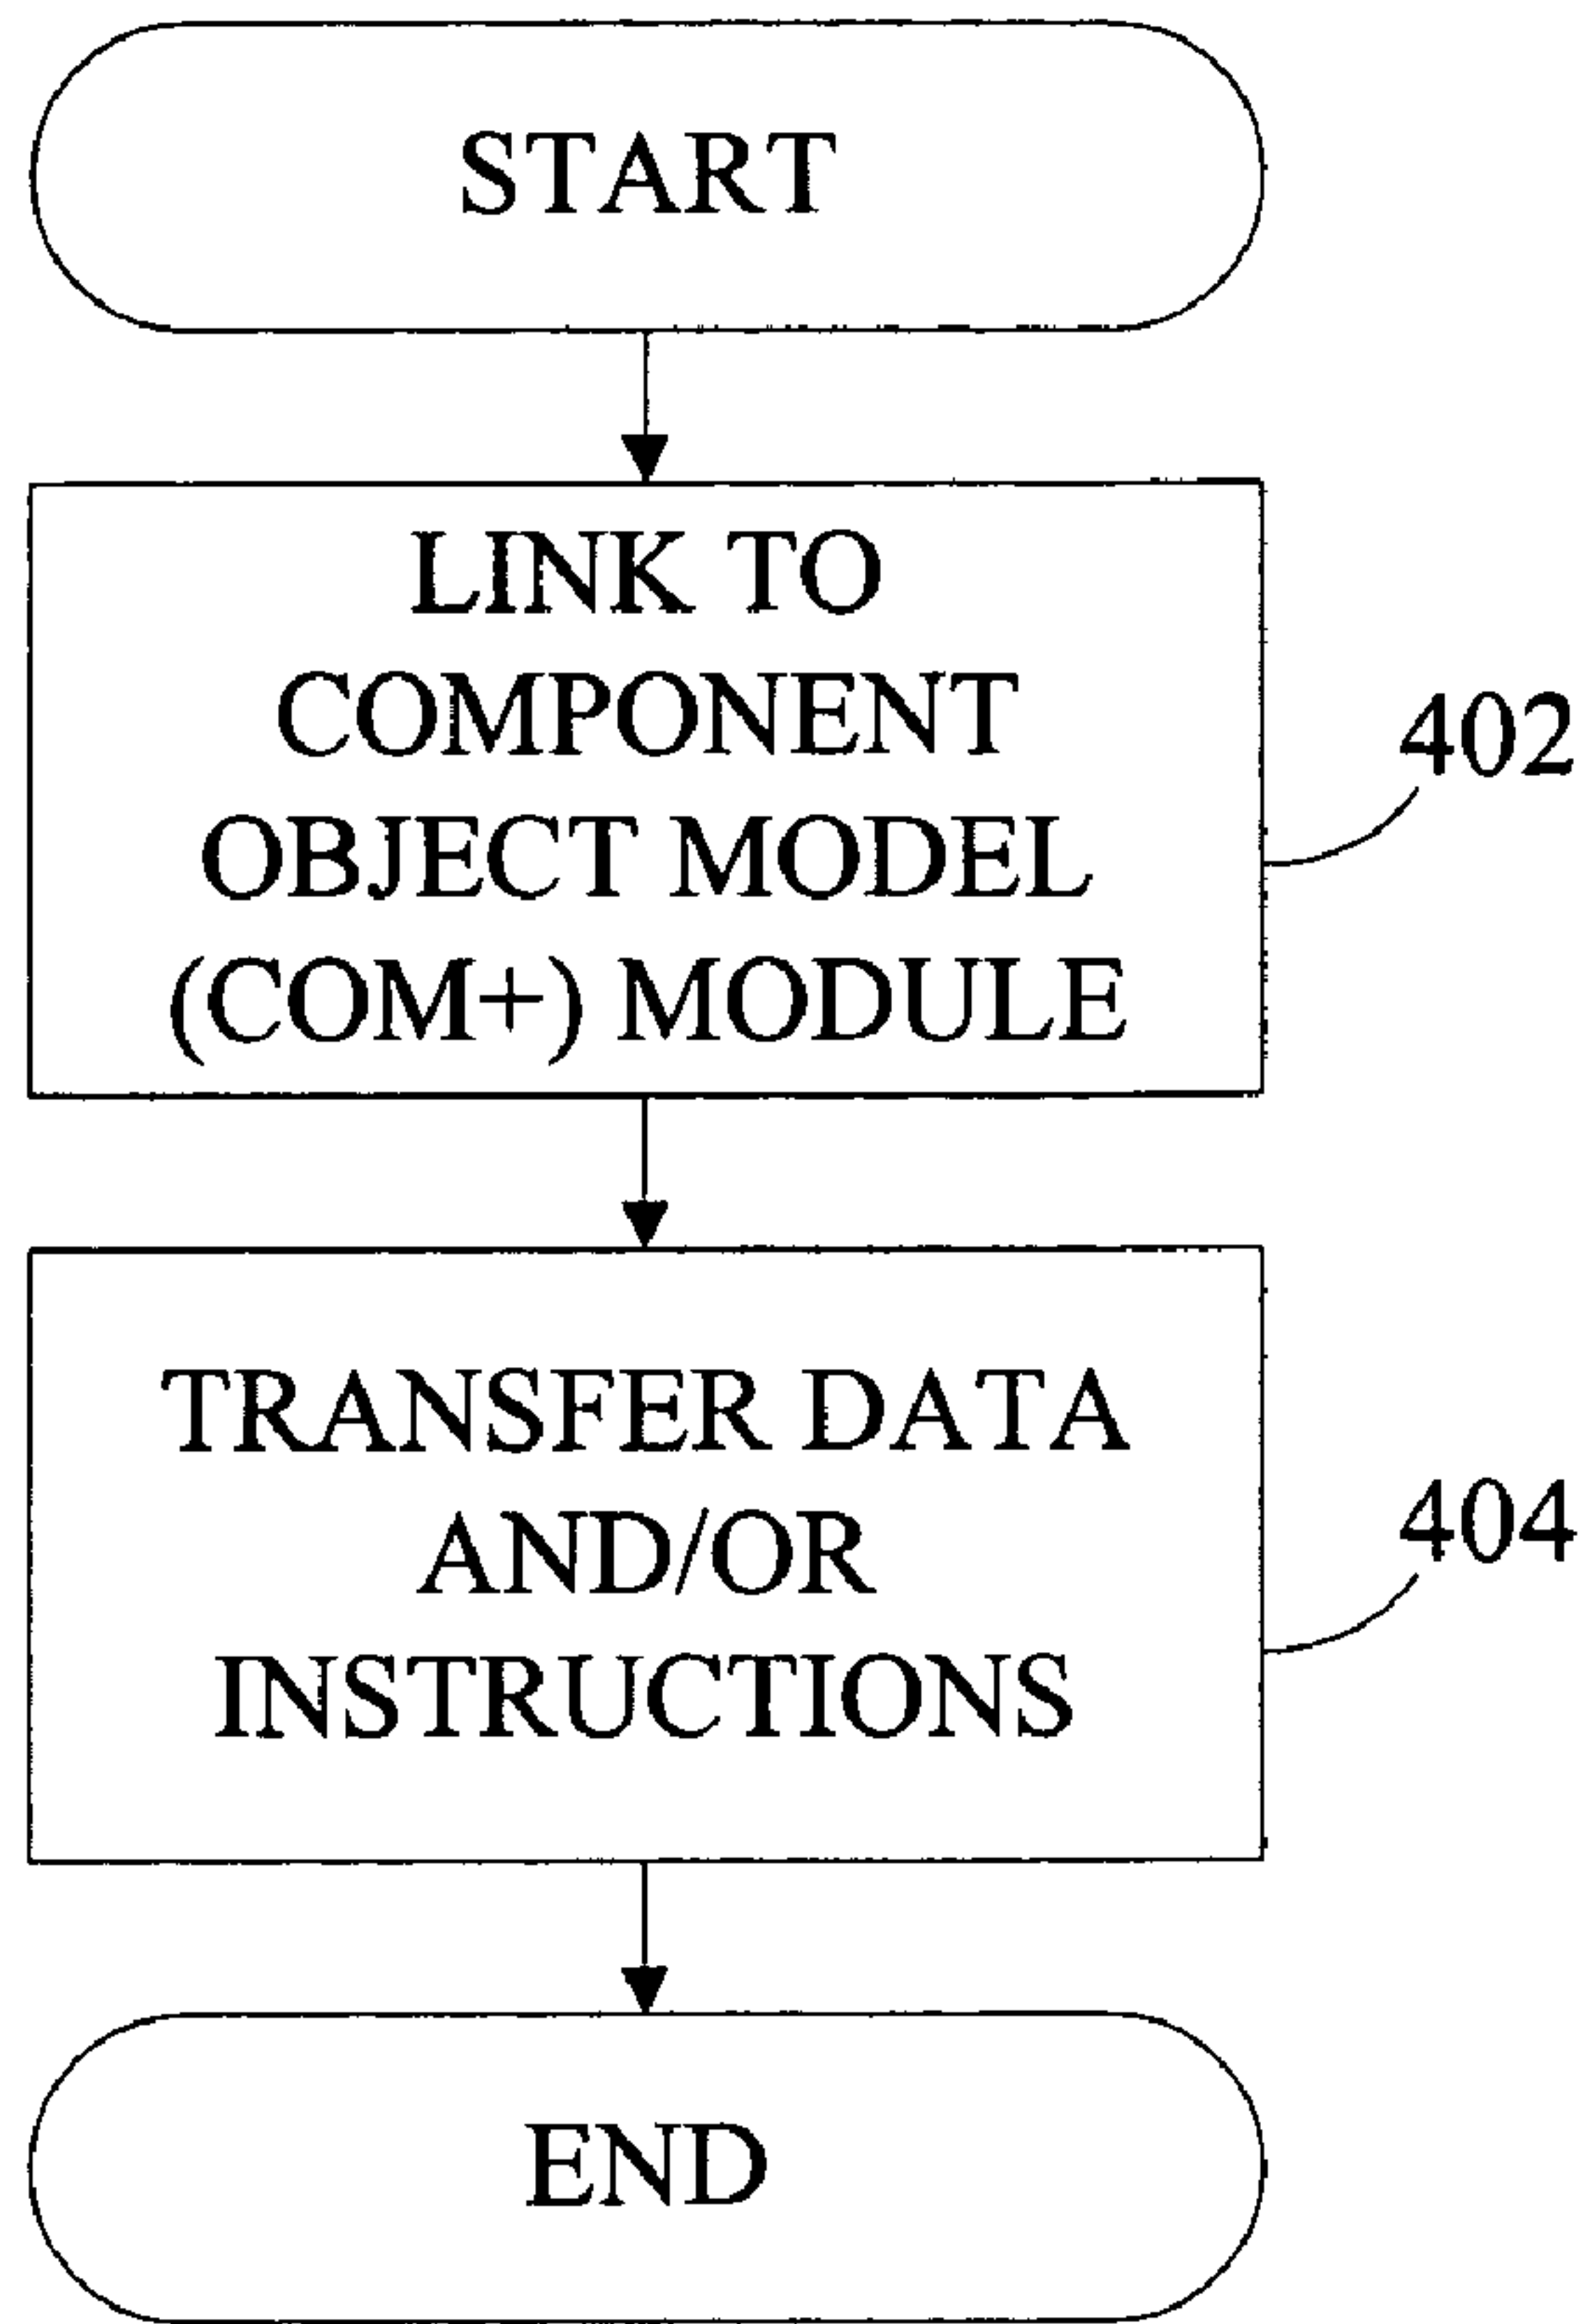 START
LINK TO
COMPONENT
OBJECT MODEL
(COM+) MODULE
402
TRANSFER DATA
AND/OR
INSTRUCTIONS
404
END